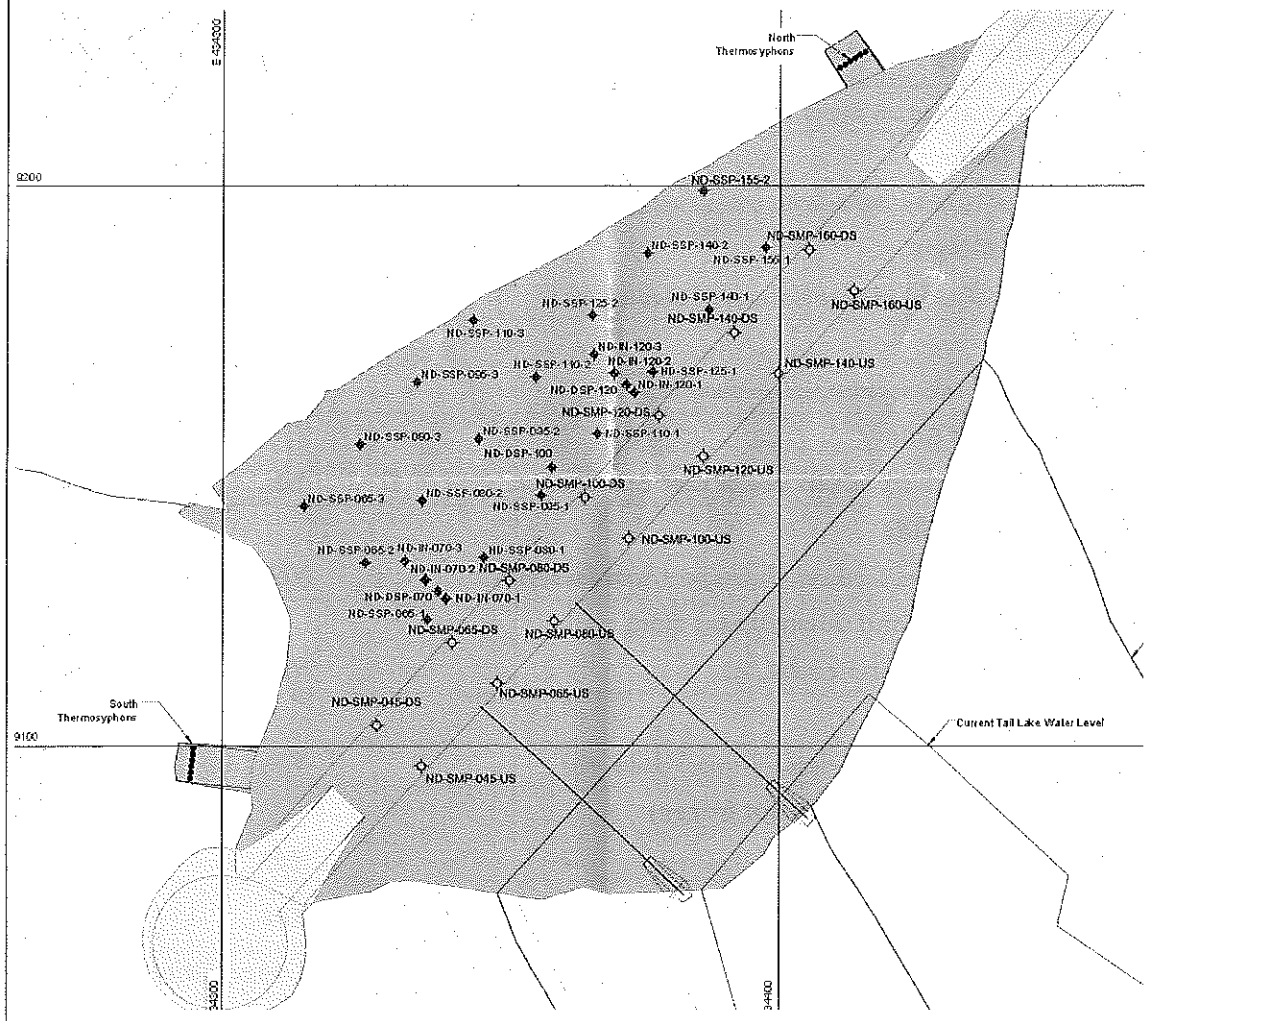 E 434300
North
Thermosyphons
9200
ND-SSP-155-2
ND-SMP-160-DS
ND-SSP-140-2
ND-SSP-155-1
ND-SSP-125-2
ND-SSP-140-1
ND-SMP-160-US
ND-SMP-140-DS
ND-SSP-110-3
ND-IN-120-3
ND-SSP-110-2
ND-IN-120-2
ND-SMP-140-US
ND-SSP-095-3
ND-SSP-125-1
ND-DSP-120
ND-IN-120-1
ND-SMP-120-DS
ND-SSP-080-3
ND-SSP-095-2
ND-SSP-110-1
ND-DSP-100
ND-SMP-120-US
ND-SMP-100-DS
ND-SSP-065-3
ND-SSP-080-2
ND-SSP-095-1
ND-SMP-100-US
ND-SSP-065-2
ND-IN-070-3
ND-SSP-080-1
ND-IN-070-2
ND-SMP-080-DS
ND-DSP-070
ND-IN-070-1
ND-SSP-065-1
ND-SMP-065-DS
ND-SMP-080-US
ND-SMP-065-US
South
Thermosyphons
ND-SMP-045-DS
Current Tail Lake Water Level
9100
ND-SMP-045-US
34300
34400